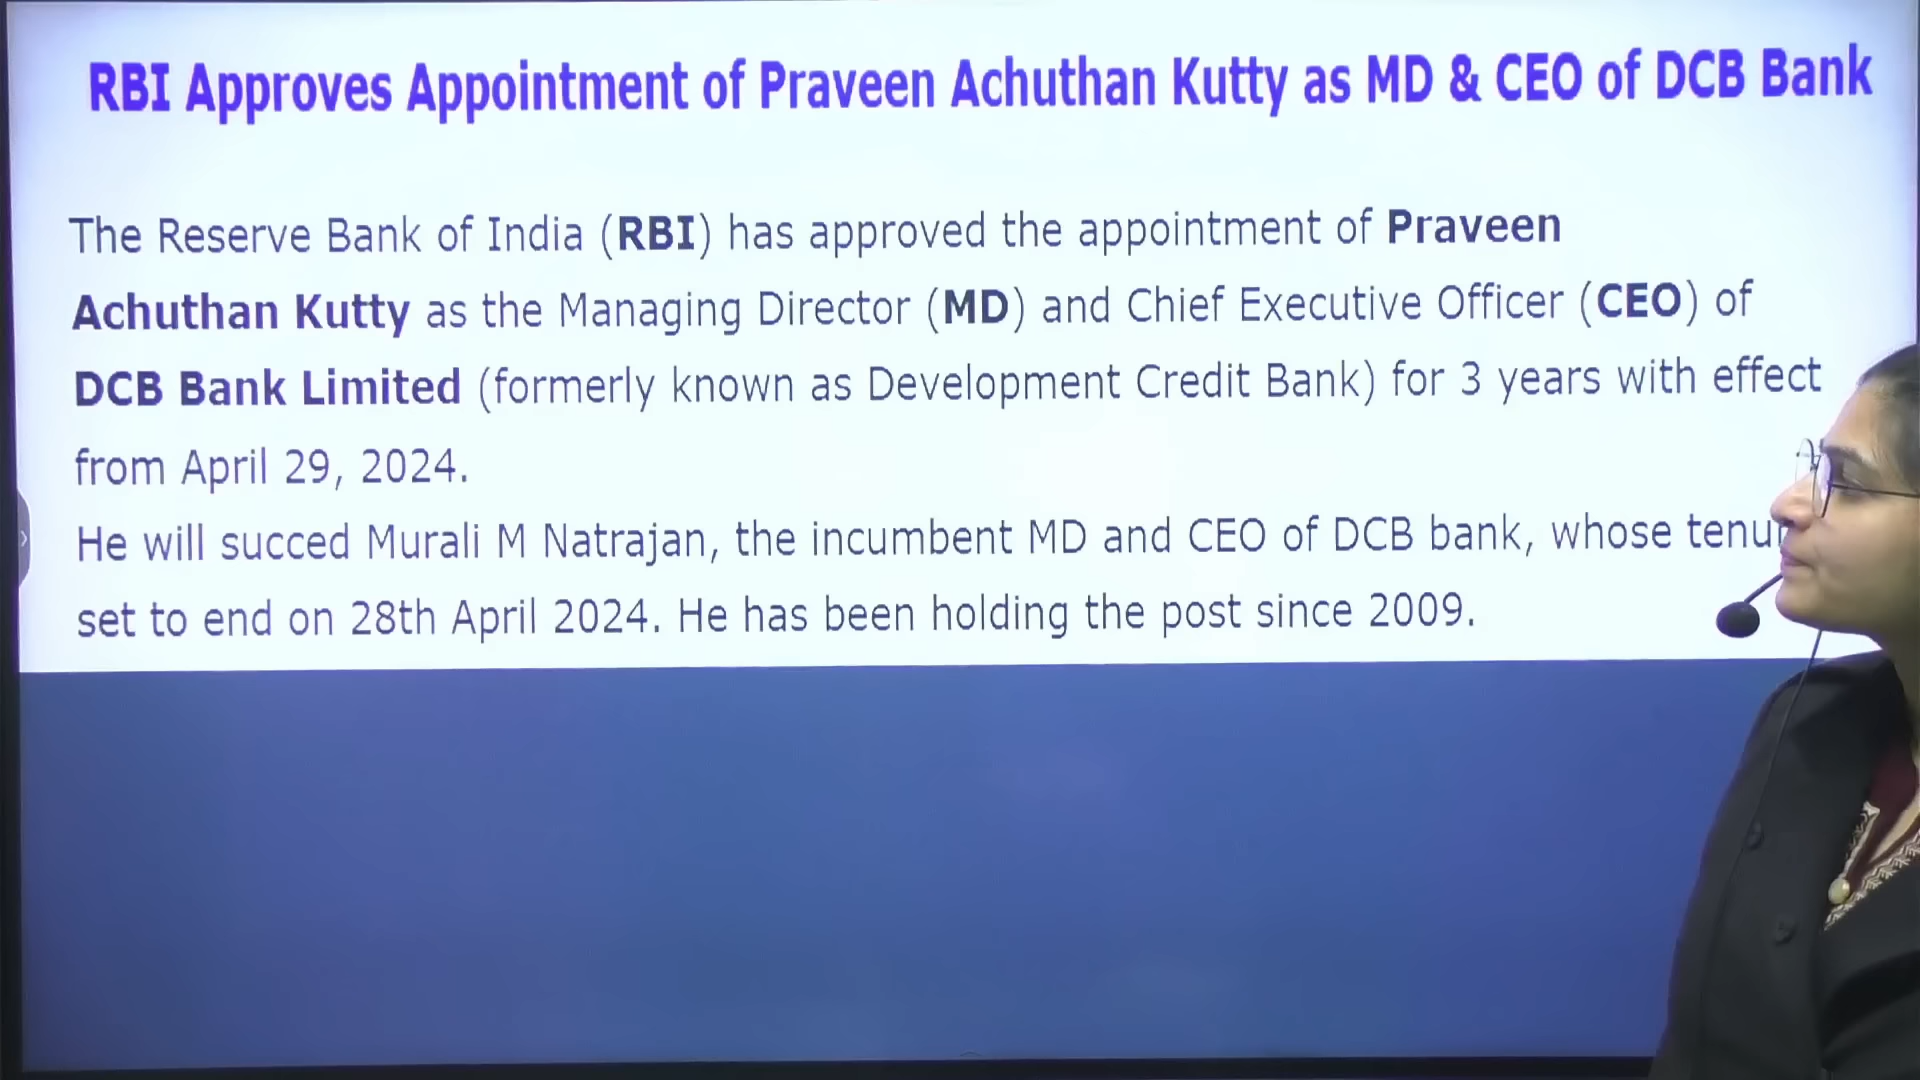 RBI Approves Appointment of Praveen Achuthan Kutty as MD & CEO of DCB Bank
The Reserve Bank of India (RBI) has approved the appointment of Praveen
Achuthan Kutty as the Managing Director (MD) and Chief Executive Officer (CEO) of
DCB Bank Limited (formerly known as Development Credit Bank) for 3 years with effect
from April 29, 2024.
He will succed Murali M Natrajan, the incumbent MD and CEO of DCB bank, whose
set to end on 28th April 2024. He has been holding the post since 2009.